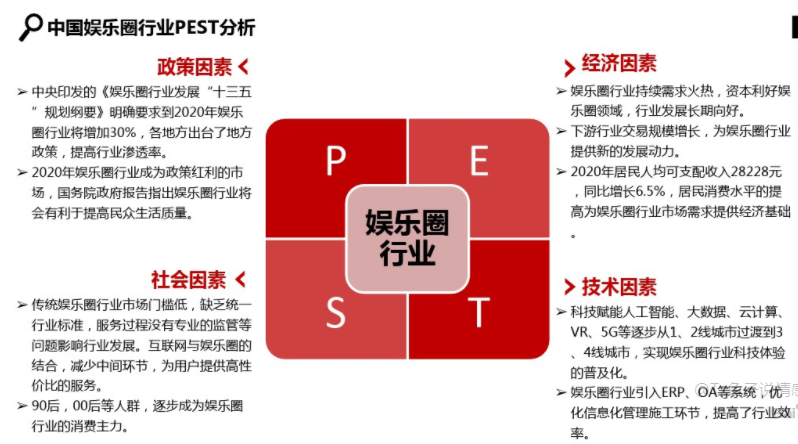 中国娱乐圈行业PEST分析
政策因素
➢ 中央印发的《娱乐圈行业发展“十三五
”规划纲要》明确要求到2020年娱乐
圈行业将增加30%，各地方出台了地方
政策，提高行业渗透率。
➢ 2020年娱乐圈行业成为政策红利的市
场，国务院政府报告指出娱乐圈行业将
会有利于提高民众生活质量。
经济因素
➢ 娱乐圈行业持续需求火热，资本利好娱
乐圈领域，行业发展长期向好。
➢ 下游行业交易规模增长，为娱乐圈行业
提供新的发展动力。
➢ 2020年居民人均可支配收入28228元
，同比增长6.5%，居民消费水平的提
高为娱乐圈行业市场需求提供经济基础
。
P
E
娱乐圈
行业
S
T
社会因素
➢ 传统娱乐圈行业市场门槛低，缺乏统一
行业标准，服务过程没有专业的监管等
问题影响行业发展。互联网与娱乐圈的
结合，减少中间环节，为用户提供高性
价比的服务。
➢ 90后，00后等人群，逐步成为娱乐圈
行业的消费主力。
技术因素
➢ 科技赋能人工智能、大数据、云计算、
VR、5G等逐步从1、2线城市过渡到3
、4线城市，实现娱乐圈行业科技体验
的普及化。
➢ 娱乐圈行业引入ERP、OA等系统，优
化信息化管理施工环节，提高了行业效
率。